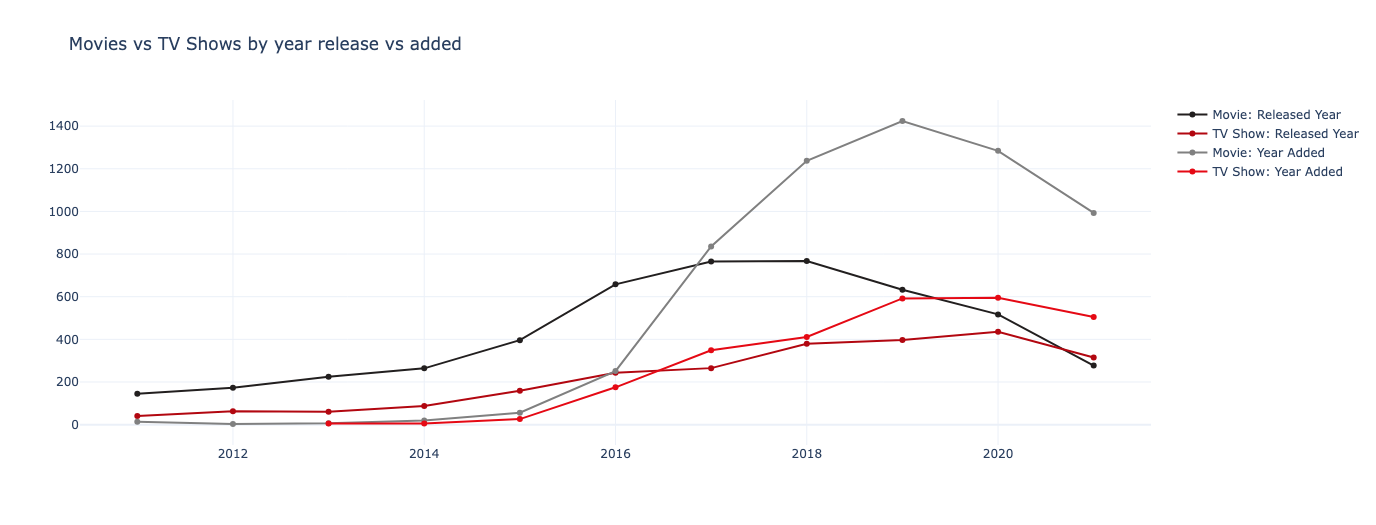 Movies vs TV Shows by year release vs added
1400
1200
1000
800
600
400
200
0
2012
2014
2016
2018
2020
Movie: Released Year
TV Show: Released Year
Movie: Year Added
TV Show: Year Added